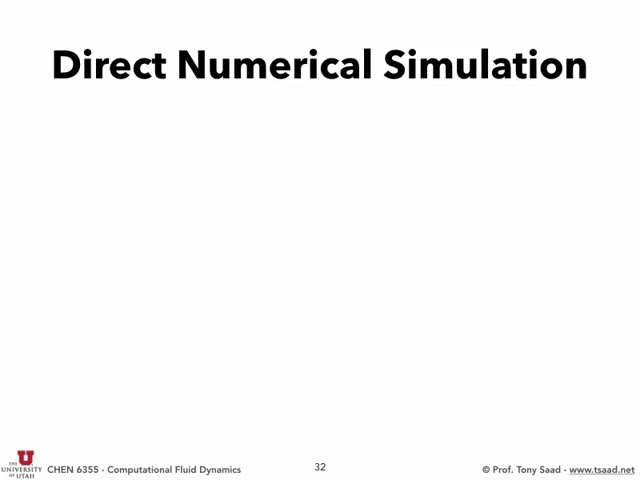 Direct Numerical Simulation
U
THE
UNIVERSITY
OF UTAH
CHEN 6355 - Computational Fluid Dynamics
32
© Prof. Tony Saad - www.tsaad.net